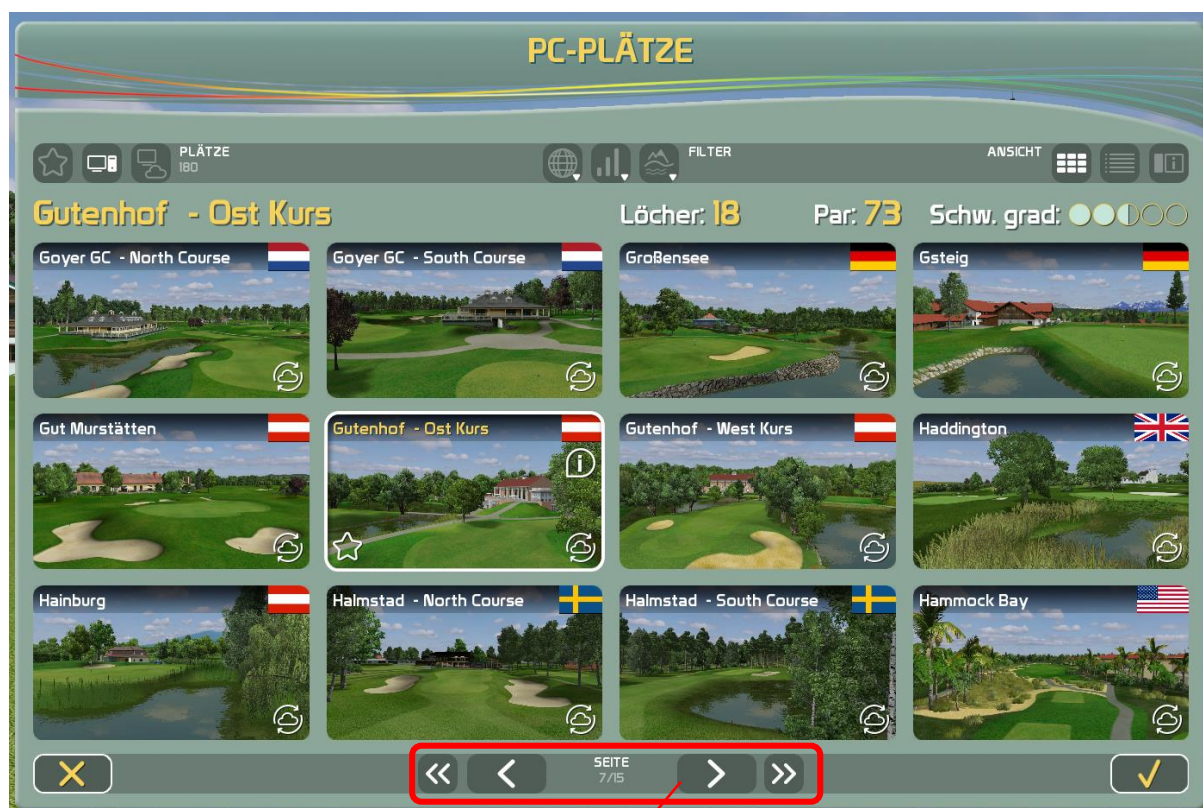 PC-PLÄTZE
PLÄTZE
180
FILTER
ANSICHT
Gutenhof - Ost Kurs
Löcher: 18
Par: 73
Schw. grad:
Goyer GC - North Course
Goyer GC - South Course
Großensee
Gsteig
Gut Murstätten
Gutenhof - Ost Kurs
Gutenhof - West Kurs
Haddington
Hainburg
Halmstad - North Course
Halmstad - South Course
Hammock Bay
SEITE
7/15